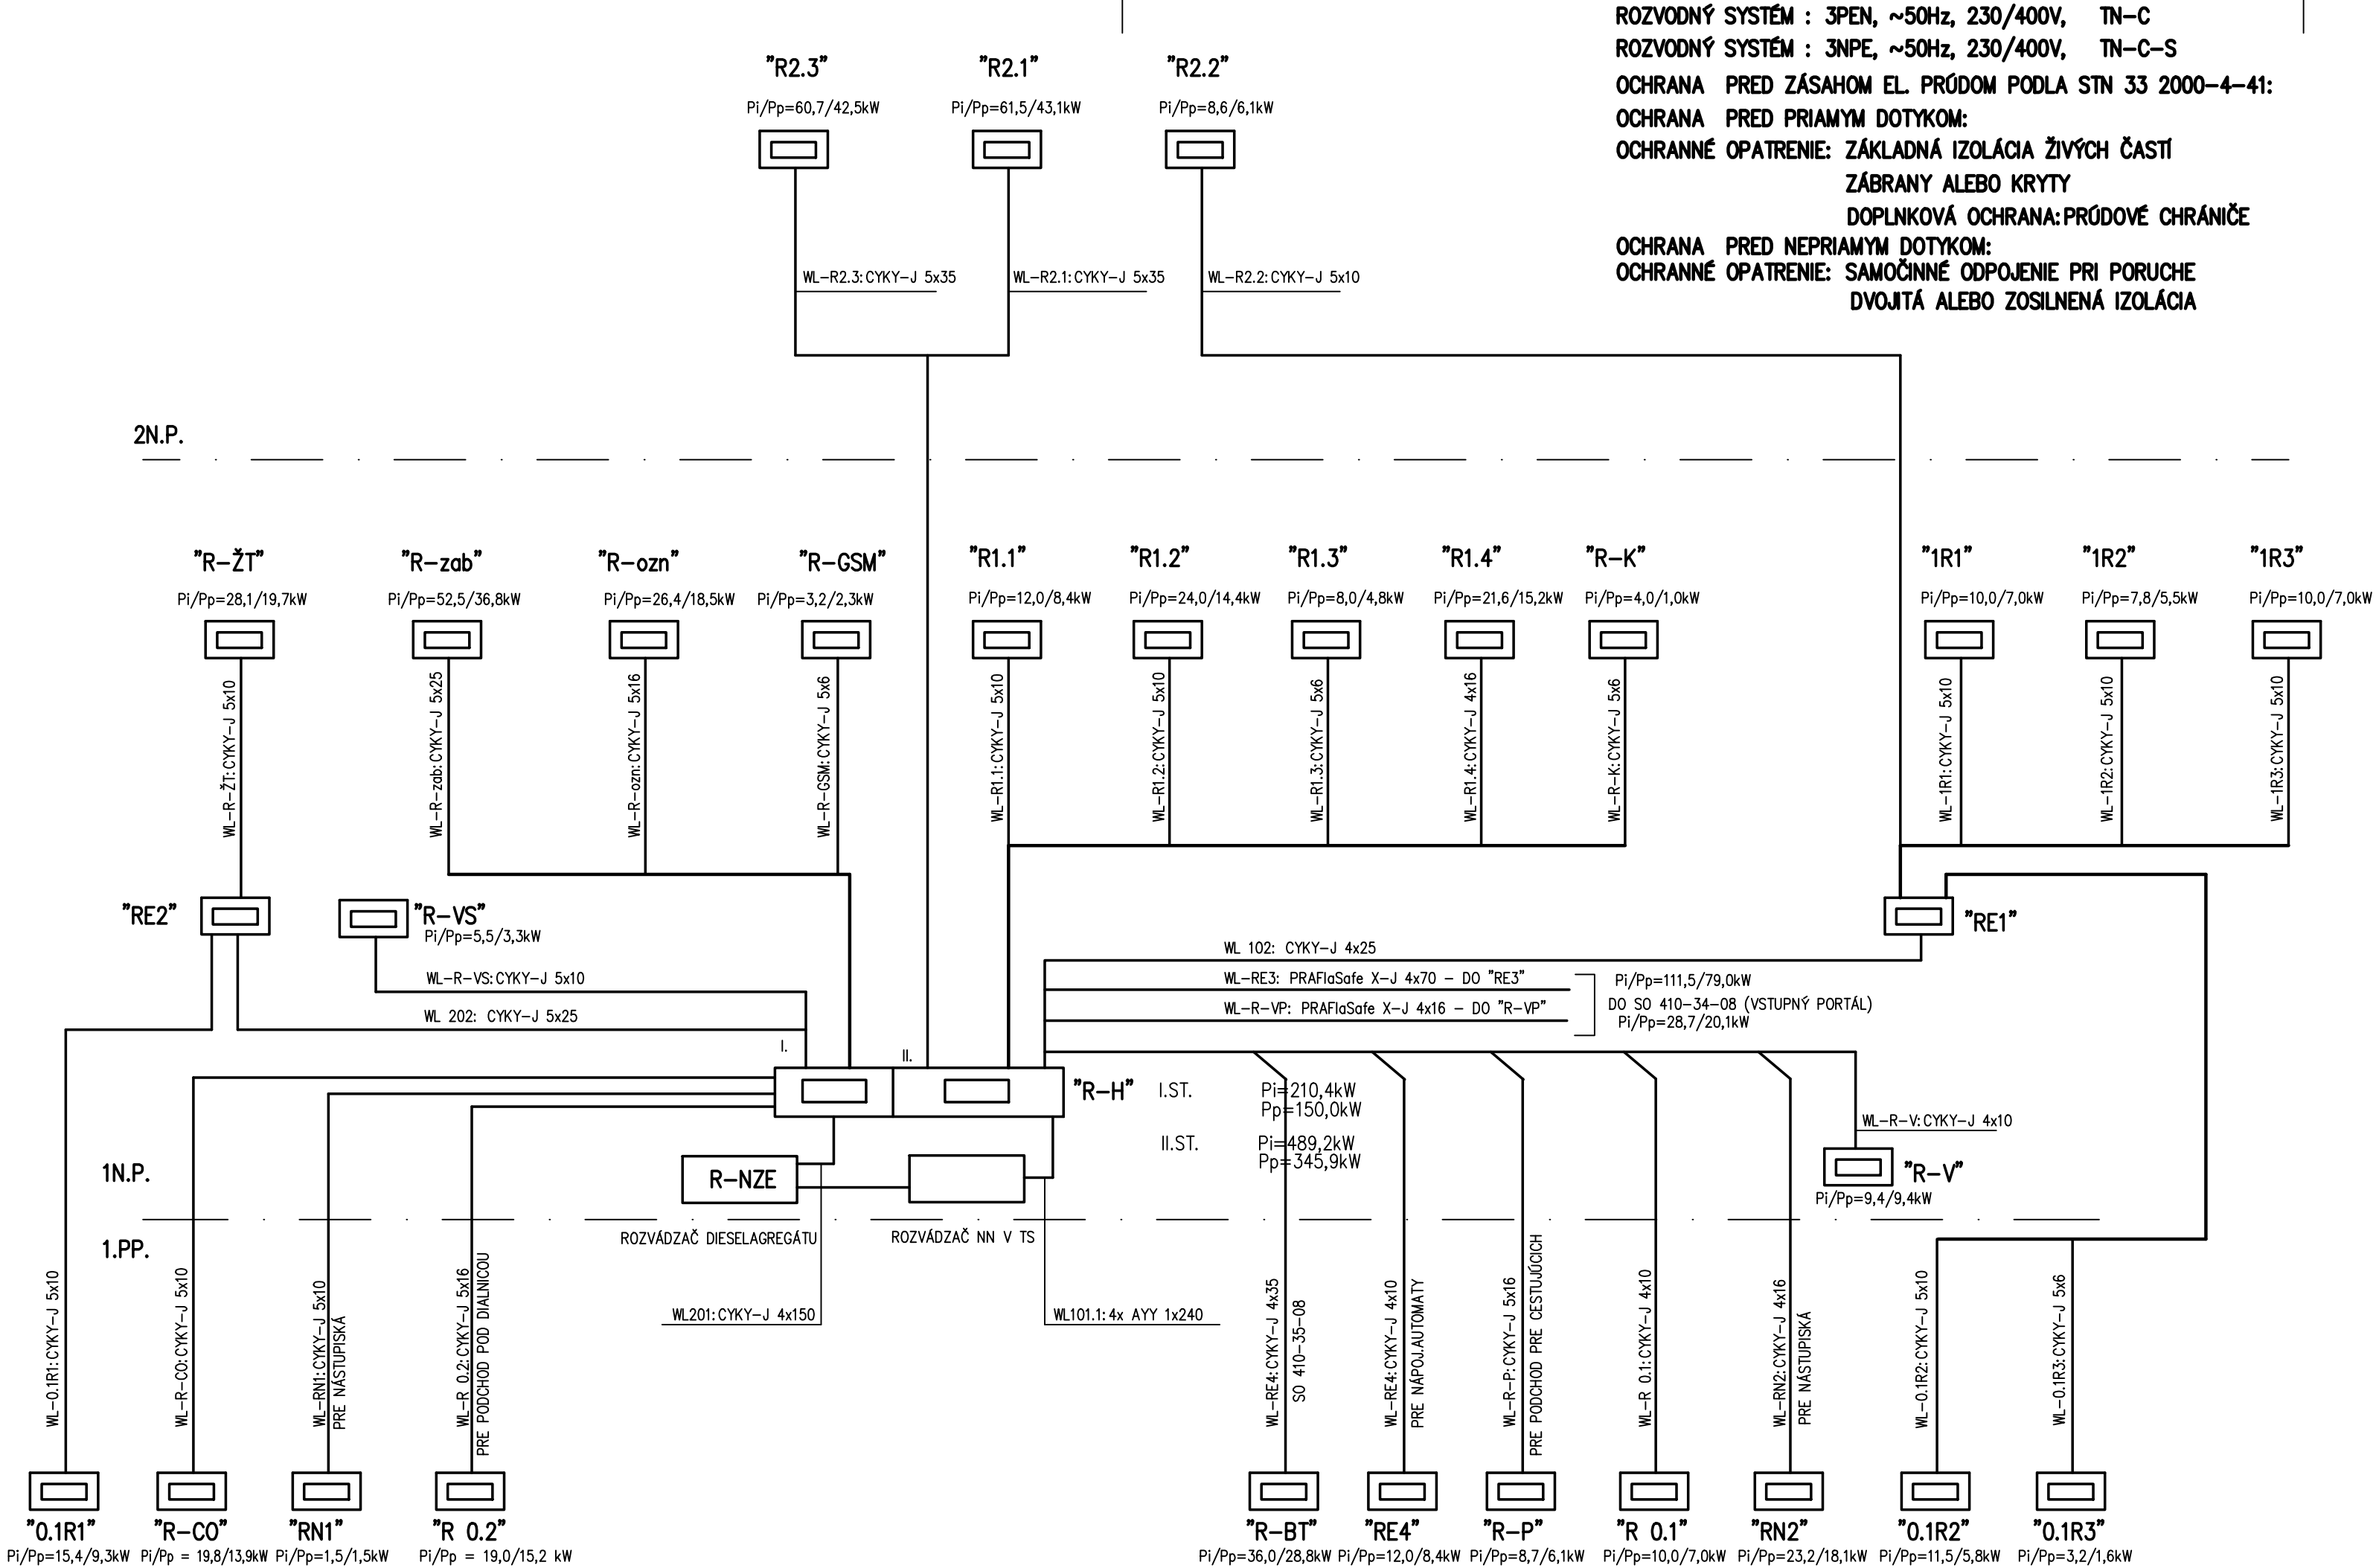 ROZVODNÝ SYSTÉM : 3PEN, ~50Hz, 230/400V, TN-C
ROZVODNÝ SYSTÉM : 3NPE, ~50Hz, 230/400V, TN-C-S
OCHRANA PRED ZÁSAHOM EL. PRÚDOM PODLA STN 33 2000-4-41:
OCHRANA PRED PRIAMYM DOTYKOM:
OCHRANNÉ OPATRENIE: ZÁKLADNÁ IZOLÁCIA ŽIVÝCH ČASTÍ
ZÁBRANY ALEBO KRYTY
DOPLNKOVÁ OCHRANA: PRÚDOVÉ CHRÁNIČE
OCHRANA PRED NEPRIAMYM DOTYKOM:
OCHRANNÉ OPATRENIE: SAMOČINNÉ ODPOJENIE PRI PORUCHE
DVOJITÁ ALEBO ZOSILNENÁ IZOLÁCIA
"R2.3"
Pi/Pp=60,7/42,5kW
"R2.1"
Pi/Pp=61,5/43,1kW
"R2.2"
Pi/Pp=8,6/6,1kW
WL-R2.3: CYKY-J 5x35
WL-R2.1: CYKY-J 5x35
WL-R2.2: CYKY-J 5x10
2N.P.
"R-ŽT"
Pi/Pp=28,1/19,7kW
"R-zab"
Pi/Pp=52,5/36,8kW
"R-ozn"
Pi/Pp=26,4/18,5kW
"R-GSM"
Pi/Pp=3,2/2,3kW
"R1.1"
Pi/Pp=12,0/8,4kW
"R1.2"
Pi/Pp=24,0/14,4kW
"R1.3"
Pi/Pp=8,0/4,8kW
"R1.4"
Pi/Pp=21,6/15,2kW
"R-K"
Pi/Pp=4,0/1,0kW
"1R1"
Pi/Pp=10,0/7,0kW
"1R2"
Pi/Pp=7,8/5,5kW
"1R3"
Pi/Pp=10,0/7,0kW
WL-R-ŽT: CYKY-J 5x10
WL-R-zab: CYKY-J 5x25
WL-R-ozn: CYKY-J 5x16
WL-R-GSM: CYKY-J 5x6
WL-R1.1: CYKY-J 5x10
WL-R1.2: CYKY-J 5x10
WL-R1.3: CYKY-J 5x6
WL-R1.4: CYKY-J 4x16
WL-R-K: CYKY-J 5x6
WL-1R1: CYKY-J 5x10
WL-1R2: CYKY-J 5x10
WL-1R3: CYKY-J 5x10
"RE2"
"R-VS"
Pi/Pp=5,5/3,3kW
"RE1"
WL-R-VS: CYKY-J 5x10
WL 202: CYKY-J 5x25
WL 102: CYKY-J 4x25
WL-RE3: PRAFlaSafe X-J 4x70 - DO "RE3"
WL-R-VP: PRAFlaSafe X-J 4x16 - DO "R-VP"
Pi/Pp=111,5/79,0kW
DO SO 410-34-08 (VSTUPNÝ PORTÁL)
Pi/Pp=28,7/20,1kW
I.
II.
"R-H"
I.ST. Pi=210,4kW
Pp=150,0kW
II.ST. Pi=489,2kW
Pp=345,9kW
WL-R-V: CYKY-J 4x10
"R-V"
Pi/Pp=9,4/9,4kW
R-NZE
1N.P.
ROZVÁDZAČ DIESELAGREGÁTU
ROZVÁDZAČ NN V TS
1.PP.
WL201: CYKY-J 4x150
WL101.1: 4x AYY 1x240
WL-0.1R1: CYKY-J 5x10
WL-R-CO: CYKY-J 5x10
WL-RN1: CYKY-J 5x10
PRE NÁSTUPISKÁ
WL-R 0.2: CYKY-J 5x16
PRE PODCHOD POD DIALNICOU
WL-RE4: CYKY-J 4x35
SO 410-35-08
WL-RE4: CYKY-J 4x10
PRE NÁPOJ.AUTOMATY
WL-R-P: CYKY-J 5x16
PRE PODCHOD PRE CESTUJÚCICH
WL-R 0.1: CYKY-J 4x10
WL-RN2: CYKY-J 4x16
PRE NÁSTUPISKÁ
WL-0.1R2: CYKY-J 5x10
WL-0.1R3: CYKY-J 5x6
"0.1R1"
Pi/Pp=15,4/9,3kW
"R-CO"
Pi/Pp = 19,8/13,9kW
"RN1"
Pi/Pp=1,5/1,5kW
"R 0.2"
Pi/Pp = 19,0/15,2 kW
"R-BT"
Pi/Pp=36,0/28,8kW
"RE4"
Pi/Pp=12,0/8,4kW
"R-P"
Pi/Pp=8,7/6,1kW
"R 0.1"
Pi/Pp=10,0/7,0kW
"RN2"
Pi/Pp=23,2/18,1kW
"0.1R2"
Pi/Pp=11,5/5,8kW
"0.1R3"
Pi/Pp=3,2/1,6kW